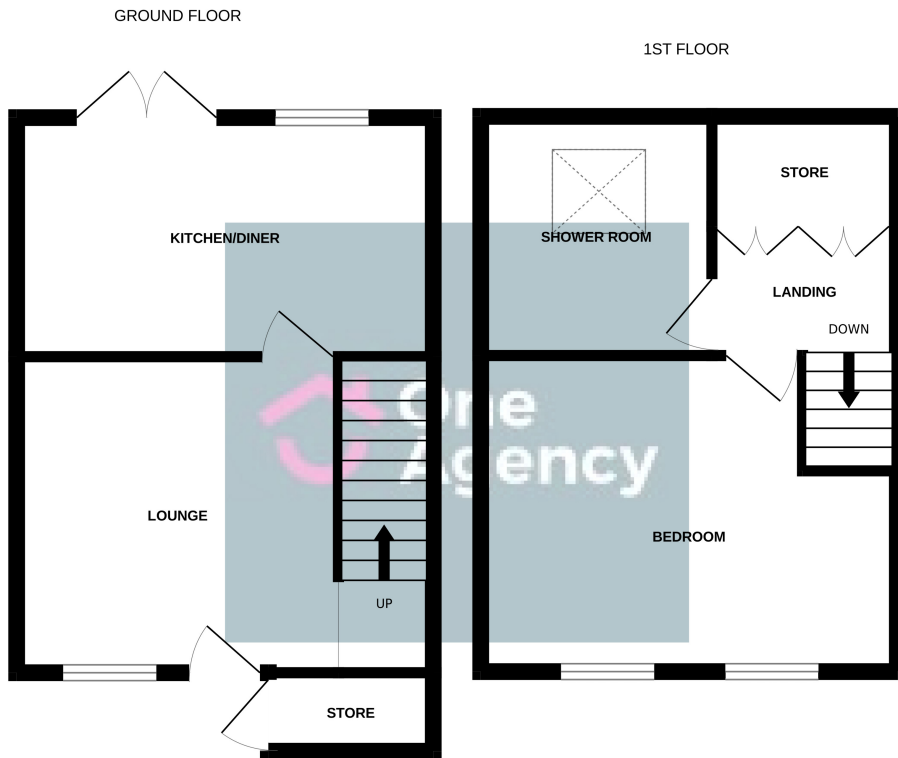 GROUND FLOOR
KITCHEN/DINER
LOUNGE
UP
STORE
1ST FLOOR
STORE
SHOWER ROOM
LANDING
DOWN
BEDROOM
One
Agency